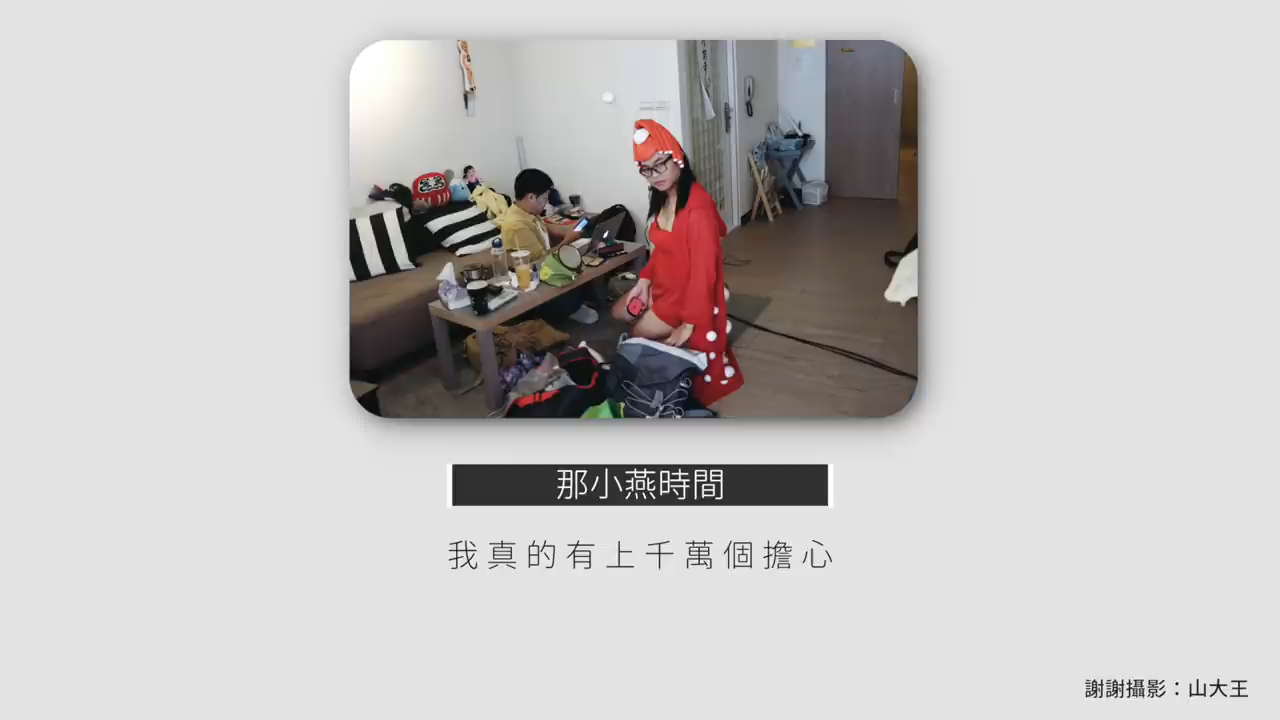 那小燕時間
我真的有上千萬個擔心
謝謝攝影：山大王